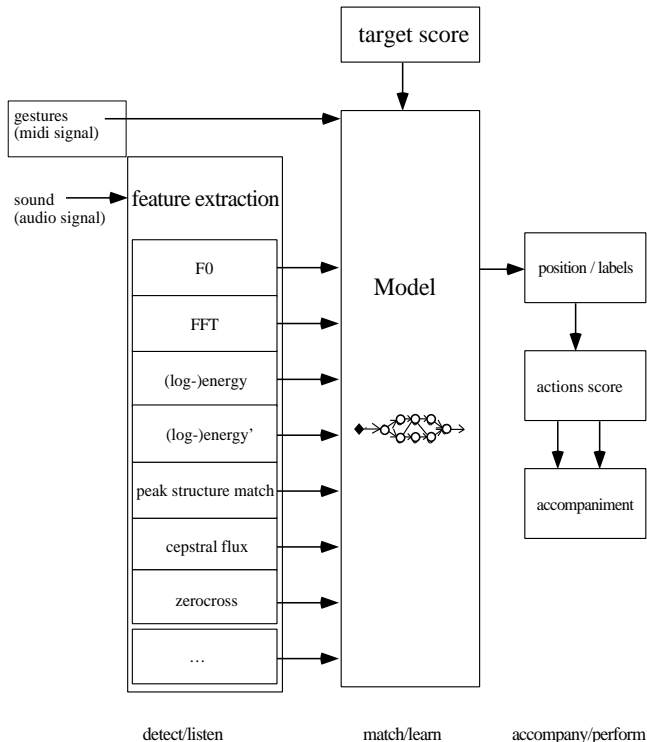 target score
gestures
(midi signal)
sound
(audio signal)
feature extraction
F0
FFT
(log-)energy
(log-)energy’
peak structure match
cepstral flux
zerocross
…
Model
position / labels
actions score
accompaniment
detect/listen
match/learn
accompany/perform